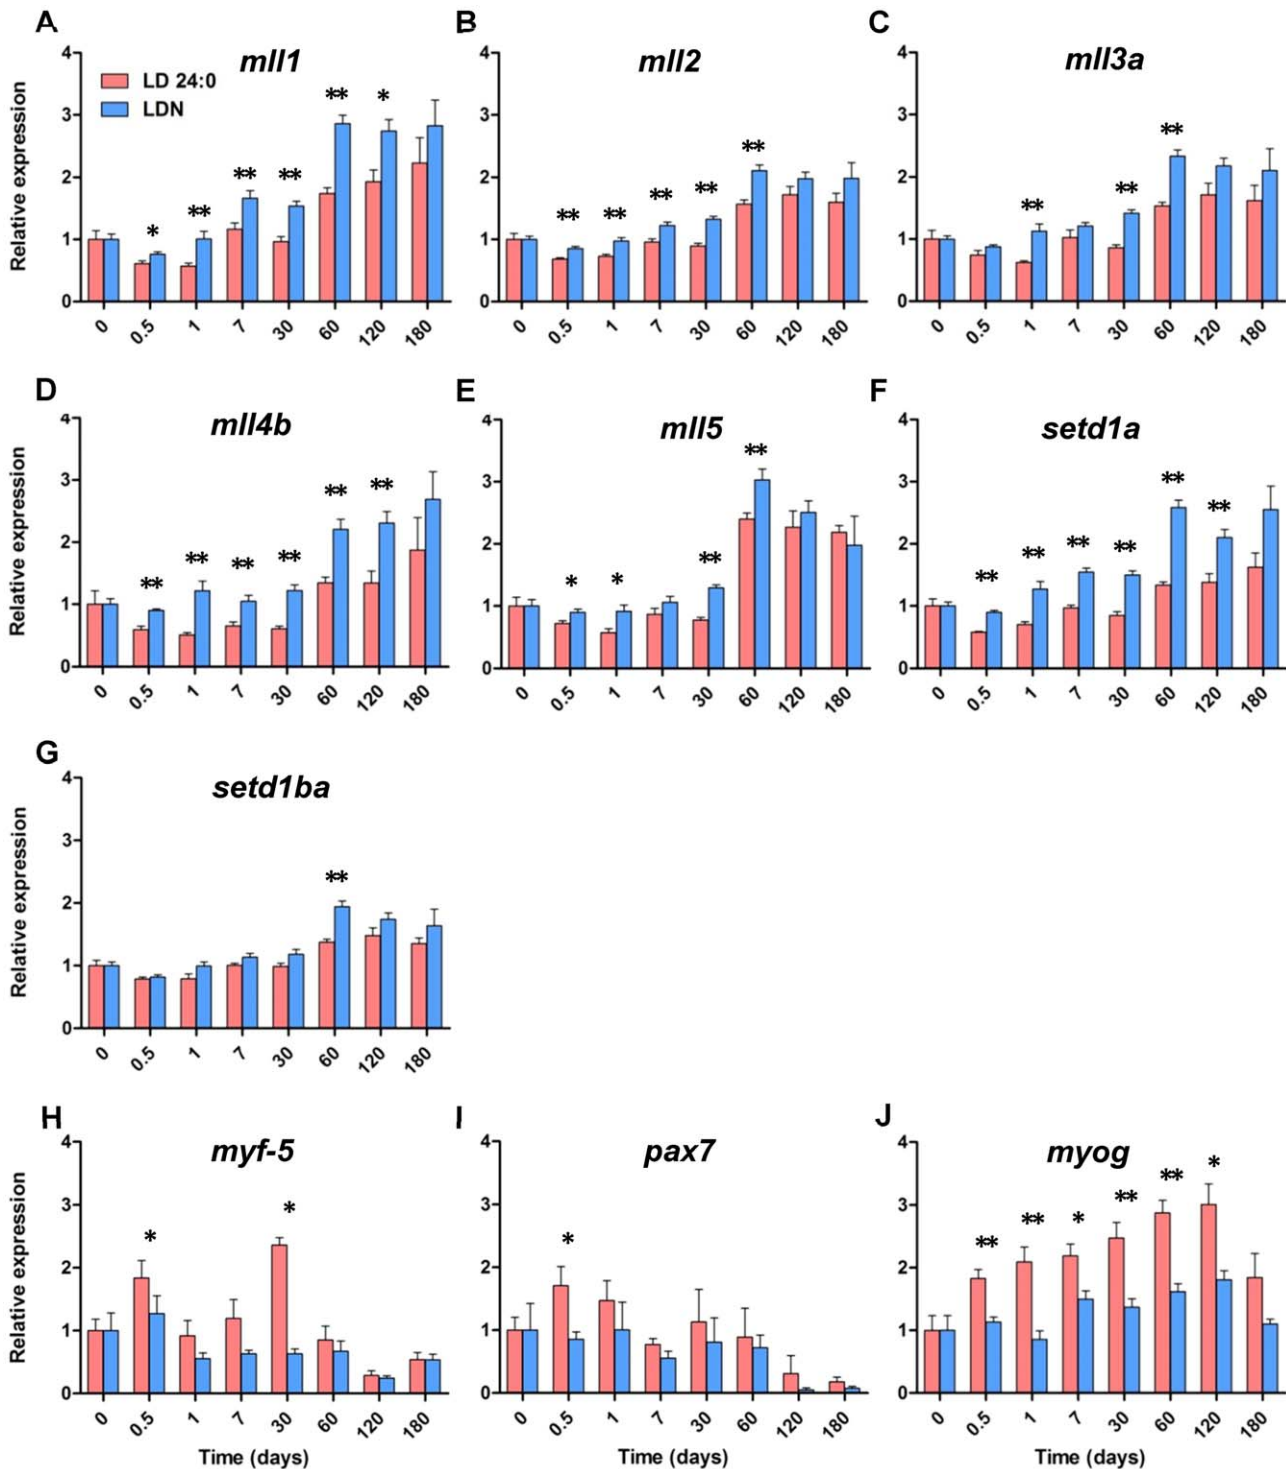 A
mll1
LD 24:0
LDN
**
*
**
**
**
*
Relative expression
4
3
2
1
0
0 0.5 1 7 30 60 120 180
B
mll2
**
**
**
**
**
4
3
2
1
0
0 0.5 1 7 30 60 120 180
C
mll3a
**
**
**
4
3
2
1
0
0 0.5 1 7 30 60 120 180
D
mll4b
**
**
**
**
**
**
Relative expression
4
3
2
1
0
0 0.5 1 7 30 60 120 180
E
mll5
**
*
*
**
4
3
2
1
0
0 0.5 1 7 30 60 120 180
F
setd1a
**
**
**
**
**
**
4
3
2
1
0
0 0.5 1 7 30 60 120 180
G
setd1ba
**
Relative expression
4
3
2
1
0
0 0.5 1 7 30 60 120 180
H
myf-5
*
*
Relative expression
4
3
2
1
0
0 0.5 1 7 30 60 120 180
Time (days)
I
pax7
*
4
3
2
1
0
0 0.5 1 7 30 60 120 180
Time (days)
J
myog
**
**
*
**
**
*
4
3
2
1
0
0 0.5 1 7 30 60 120 180
Time (days)